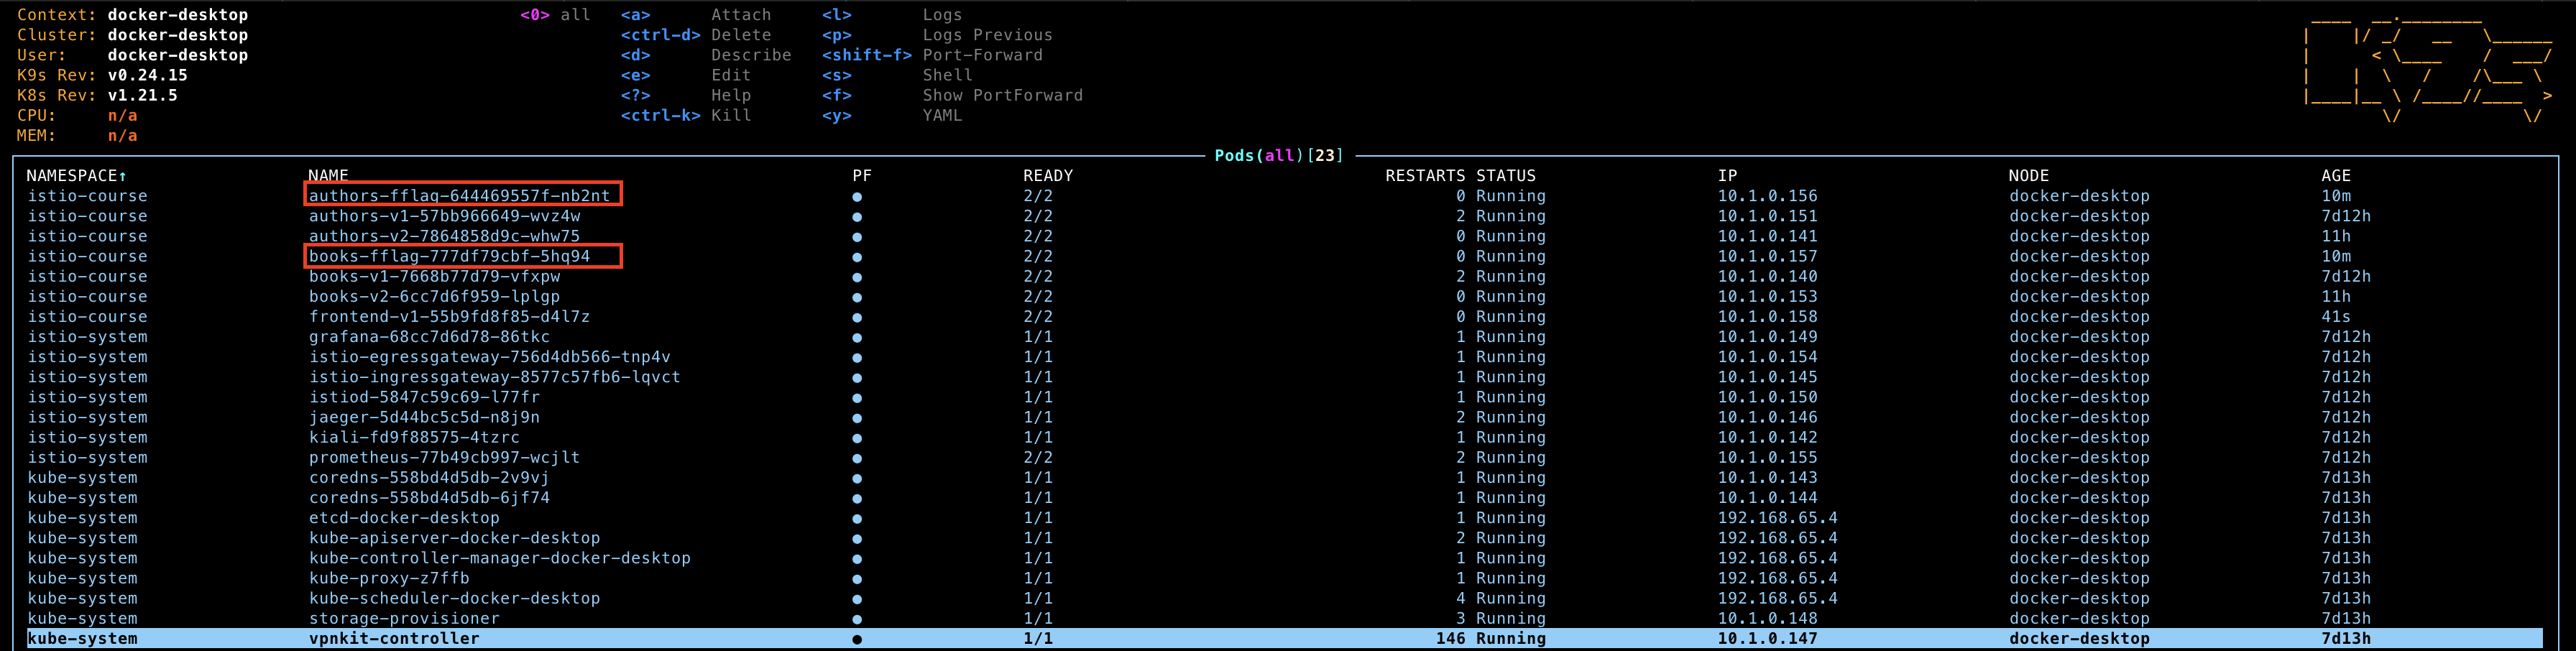 Context: docker-desktop <0> all <a> Attach <l> Logs
Cluster: docker-desktop <ctrl-d> Delete <p> Logs Previous
User: docker-desktop <d> Describe <shift-f> Port-Forward
K9s Rev: v0.24.15 <e> Edit <s> Shell
K8s Rev: v1.21.5 <?> Help <f> Show PortForward
CPU: n/a <ctrl-k> Kill <y> YAML
MEM: n/a
Pods(all)[23]
NAMESPACE↑ NAME PF READY RESTARTS STATUS IP NODE AGE
istio-course authors-fflag-644469557f-nb2nt ● 2/2 0 Running 10.1.0.156 docker-desktop 10m
istio-course authors-v1-57bb966649-wvz4w ● 2/2 2 Running 10.1.0.151 docker-desktop 7d12h
istio-course authors-v2-7864858d9c-whw75 ● 2/2 0 Running 10.1.0.141 docker-desktop 11h
istio-course books-fflag-777df79cbf-5hq94 ● 2/2 0 Running 10.1.0.157 docker-desktop 10m
istio-course books-v1-7668b77d79-vfxpw ● 2/2 2 Running 10.1.0.140 docker-desktop 7d12h
istio-course books-v2-6cc7d6f959-lplgp ● 2/2 0 Running 10.1.0.153 docker-desktop 11h
istio-course frontend-v1-55b9fd8f85-d4l7z ● 2/2 0 Running 10.1.0.158 docker-desktop 41s
istio-system grafana-68cc7d6d78-86tkc ● 1/1 1 Running 10.1.0.149 docker-desktop 7d12h
istio-system istio-egressgateway-756d4db566-tnp4v ● 1/1 1 Running 10.1.0.154 docker-desktop 7d12h
istio-system istio-ingressgateway-8577c57fb6-lqvct ● 1/1 1 Running 10.1.0.145 docker-desktop 7d12h
istio-system istiod-5847c59c69-l77fr ● 1/1 1 Running 10.1.0.150 docker-desktop 7d12h
istio-system jaeger-5d44bc5c5d-n8j9n ● 1/1 2 Running 10.1.0.146 docker-desktop 7d12h
istio-system kiali-fd9f88575-4tzrc ● 1/1 1 Running 10.1.0.142 docker-desktop 7d12h
istio-system prometheus-77b49cb997-wcjlt ● 2/2 2 Running 10.1.0.155 docker-desktop 7d12h
kube-system coredns-558bd4d5db-2v9vj ● 1/1 1 Running 10.1.0.143 docker-desktop 7d13h
kube-system coredns-558bd4d5db-6jf74 ● 1/1 1 Running 10.1.0.144 docker-desktop 7d13h
kube-system etcd-docker-desktop ● 1/1 1 Running 192.168.65.4 docker-desktop 7d13h
kube-system kube-apiserver-docker-desktop ● 1/1 2 Running 192.168.65.4 docker-desktop 7d13h
kube-system kube-controller-manager-docker-desktop ● 1/1 1 Running 192.168.65.4 docker-desktop 7d13h
kube-system kube-proxy-z7ffb ● 1/1 1 Running 192.168.65.4 docker-desktop 7d13h
kube-system kube-scheduler-docker-desktop ● 1/1 4 Running 192.168.65.4 docker-desktop 7d13h
kube-system storage-provisioner ● 1/1 3 Running 10.1.0.148 docker-desktop 7d13h
kube-system vpnkit-controller ● 1/1 146 Running 10.1.0.147 docker-desktop 7d13h